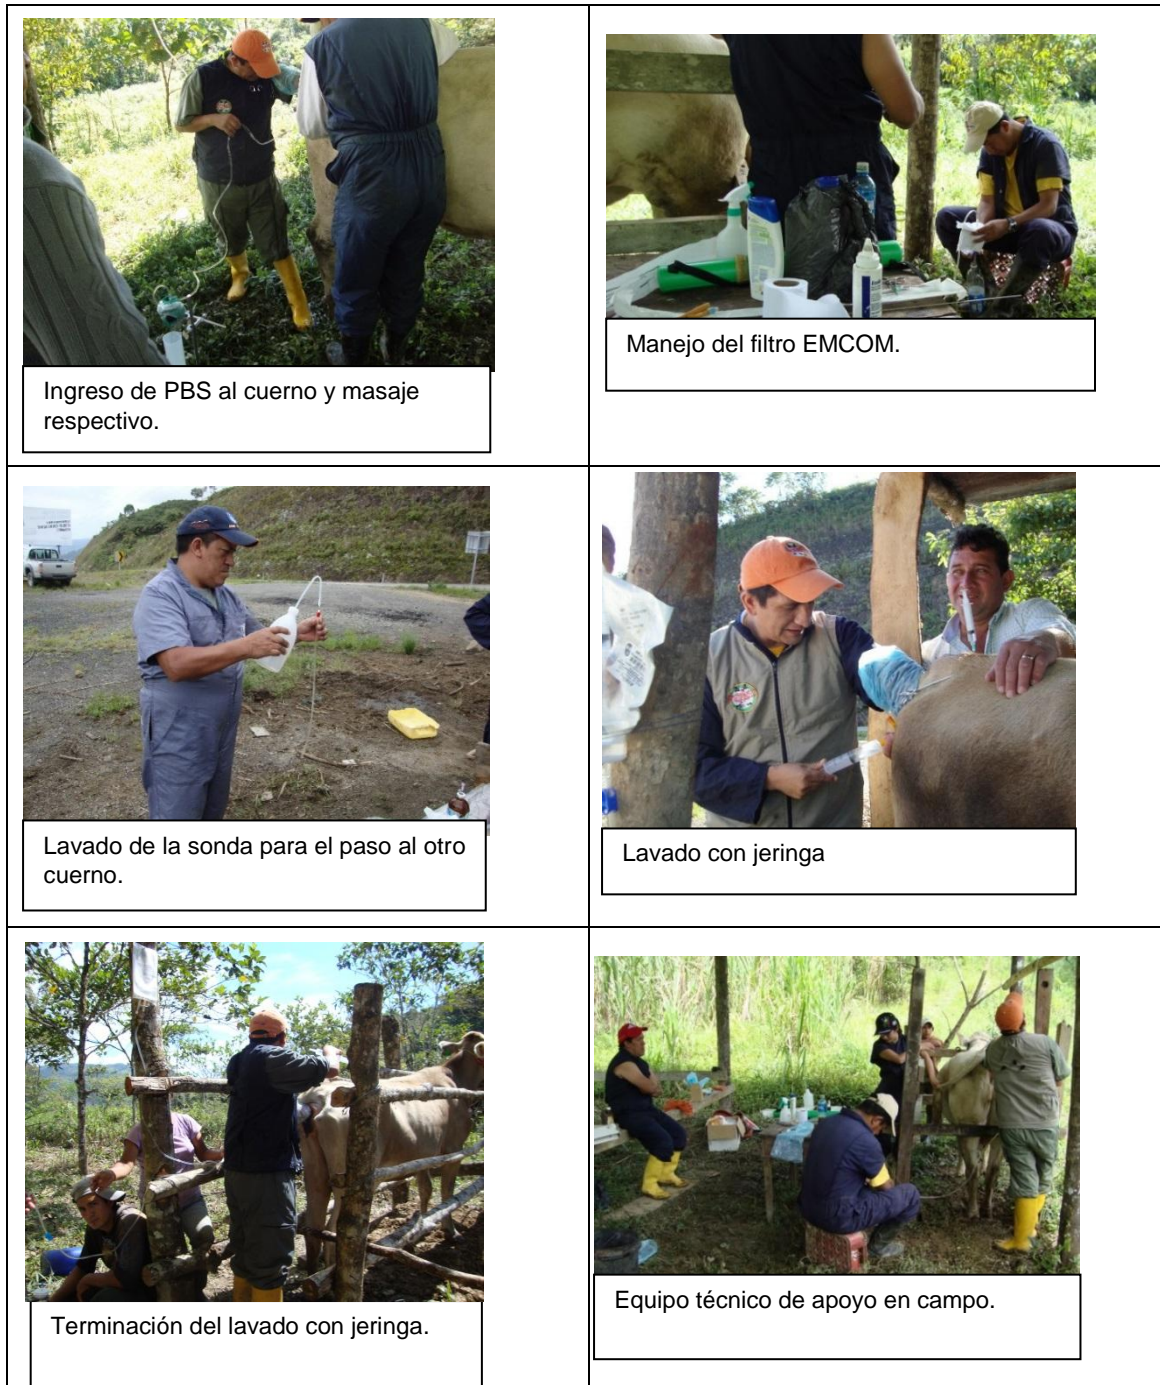 Ingreso de PBS al cuerno y masaje
respectivo.
Manejo del filtro EMCOM.
Lavado de la sonda para el paso al otro
cuerno.
Lavado con jeringa
Terminación del lavado con jeringa.
Equipo técnico de apoyo en campo.